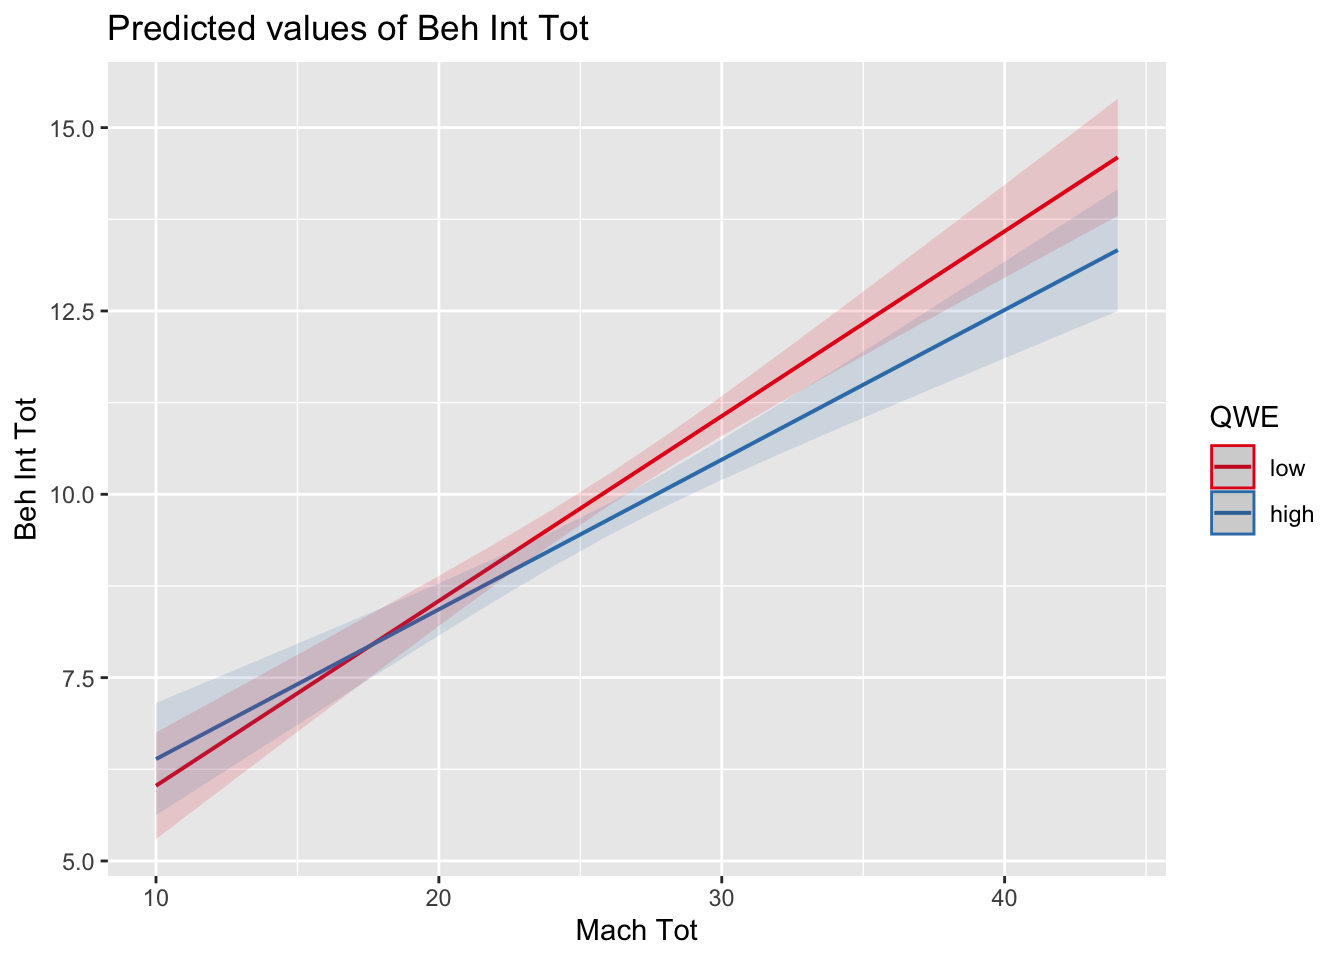 Predicted values of Beh Int Tot
15.0
12.5
10.0
7.5
5.0
Beh Int Tot
10 20 30 40
Mach Tot
QWE
low
high